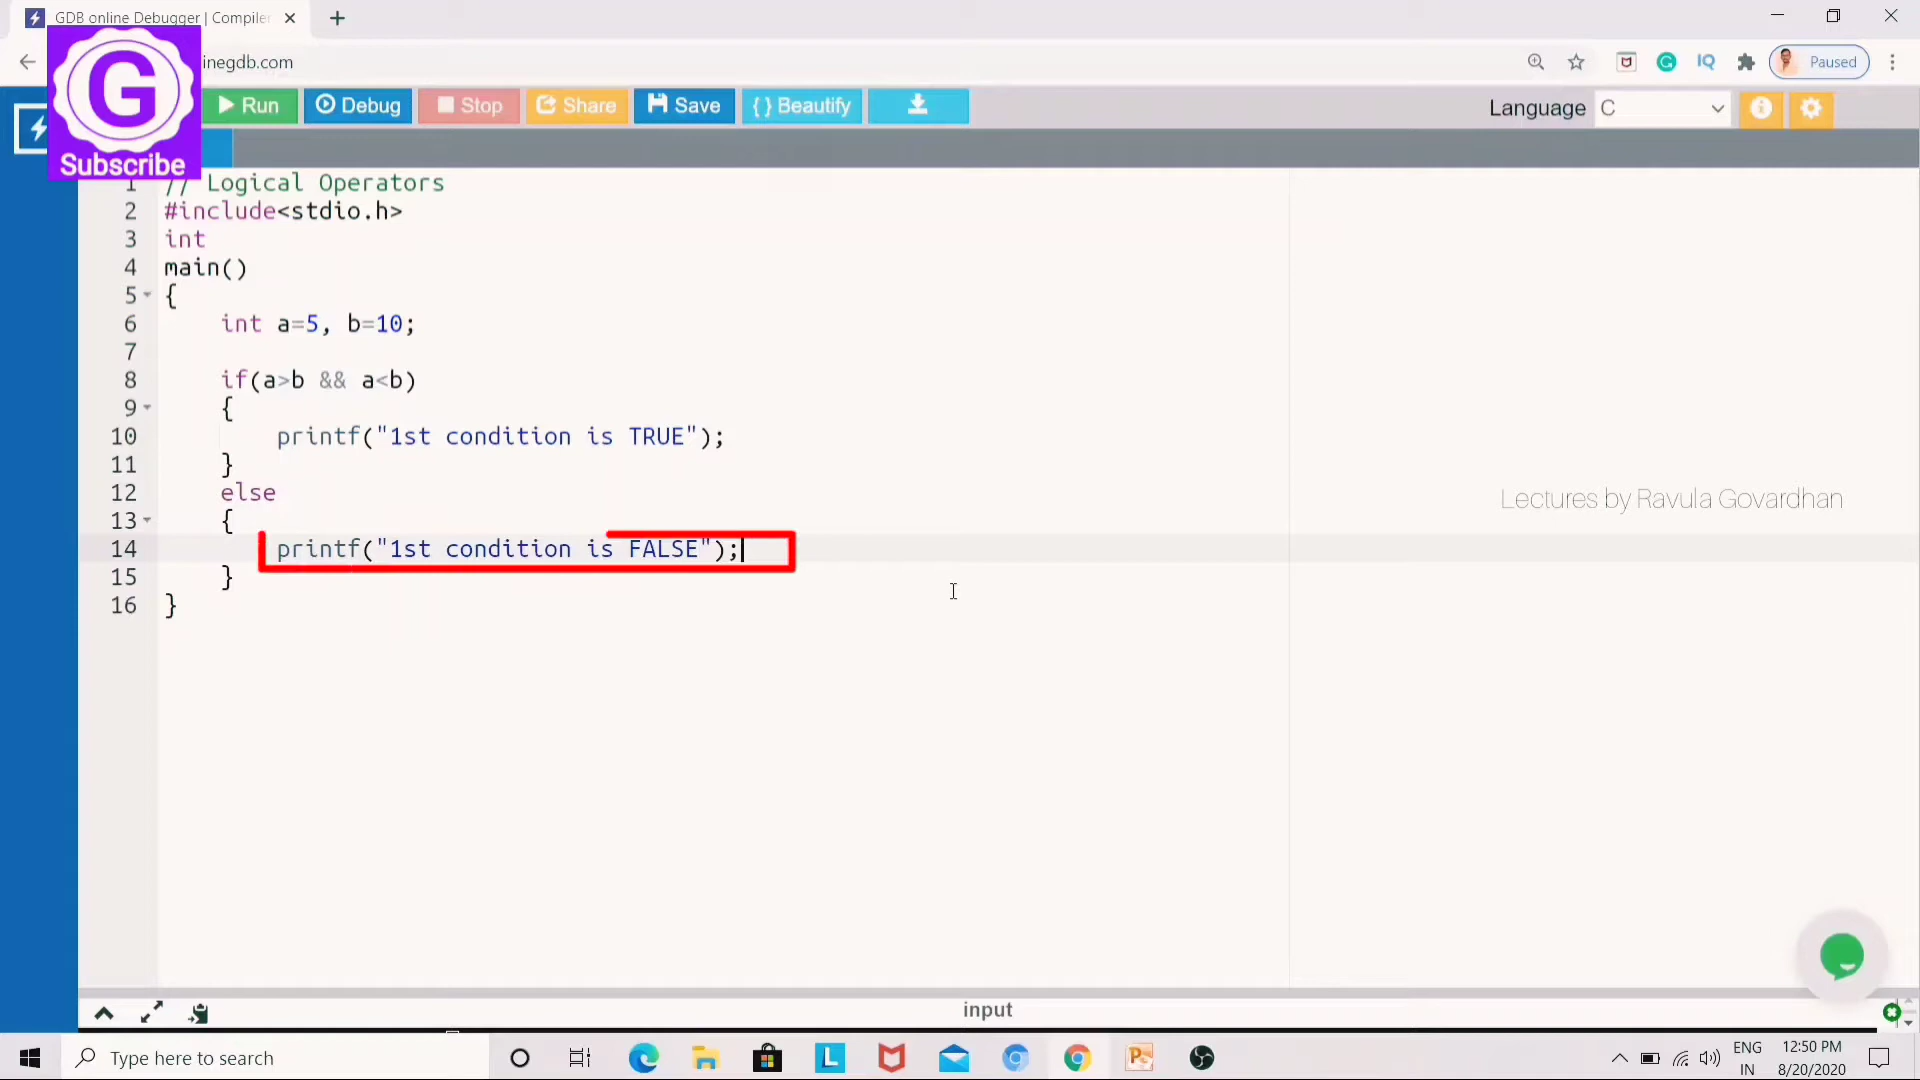 GDB online Debugger | Compiler
inegdb.com
Paused
G
Subscribe
Run
Debug
Stop
Share
Save
{ } Beautify
Language C
1 // Logical Operators
2 #include<stdio.h>
3 int
4 main()
5 {
6 int a=5, b=10;
7
8 if(a>b && a<b)
9 {
10 printf("1st condition is TRUE");
11 }
12 else
13 {
14 printf("1st condition is FALSE");
15 }
16 }
Lectures by Ravula Govardhan
input
Type here to search
ENG
IN
12:50 PM
8/20/2020